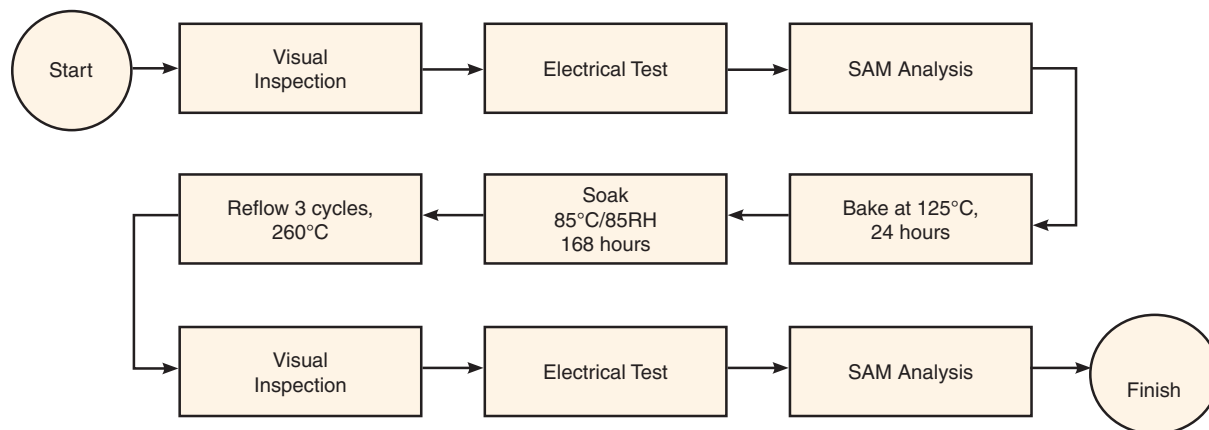 Start
Visual
Inspection
Electrical Test
SAM Analysis
Bake at 125°C,
24 hours
Soak
85°C/85RH
168 hours
Reflow 3 cycles,
260°C
Visual
Inspection
Electrical Test
SAM Analysis
Finish